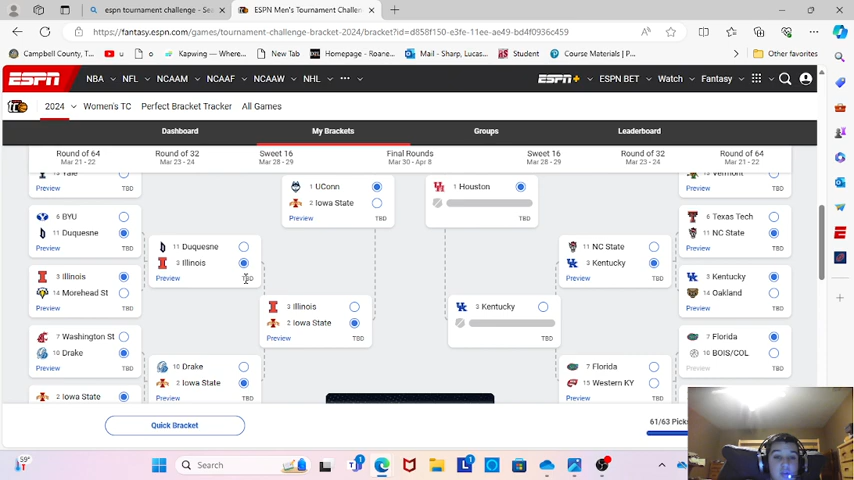 espn tournament challenge - Sea
ESPN Men's Tournament Challen
https://fantasy.espn.com/games/tournament-challenge-bracket-2024/bracket?id=d858f150-e3fe-11ee-ae49-bd4f0936c459
Campbell County
u
o
Kapwing — Where...
New Tab
Homepage - Roane...
Mail - Sharp, Lucas...
Student
Course Materials | P...
Other favorites
ESPN
NBA
NFL
NCAAM
NCAAF
NCAAW
NHL
ESPN+
ESPN BET
Watch
Fantasy
2024
Women's TC
Perfect Bracket Tracker
All Games
Dashboard
My Brackets
Groups
Leaderboard
Round of 64
Mar 21 - 22
Round of 32
Mar 23 - 24
Sweet 16
Mar 28 - 29
Final Rounds
Mar 30 - Apr 8
Sweet 16
Mar 28 - 29
Round of 32
Mar 23 - 24
Round of 64
Mar 21 - 22
13 Yale
Preview TBD
1 UConn
2 Iowa State
Preview TBD
1 Houston
TBD
13 Vermont
Preview TBD
6 BYU
11 Duquesne
Preview TBD
11 Duquesne
3 Illinois
Preview TBD
11 NC State
3 Kentucky
Preview TBD
6 Texas Tech
11 NC State
Preview TBD
3 Illinois
14 Morehead St
Preview TBD
3 Illinois
2 Iowa State
Preview TBD
3 Kentucky
TBD
3 Kentucky
14 Oakland
Preview TBD
7 Washington St
10 Drake
Preview TBD
10 Drake
2 Iowa State
Preview TBD
7 Florida
15 Western KY
Preview TBD
7 Florida
10 BOIS/COL
Preview TBD
2 Iowa State
Quick Bracket
61/63 Picks
59°
Search